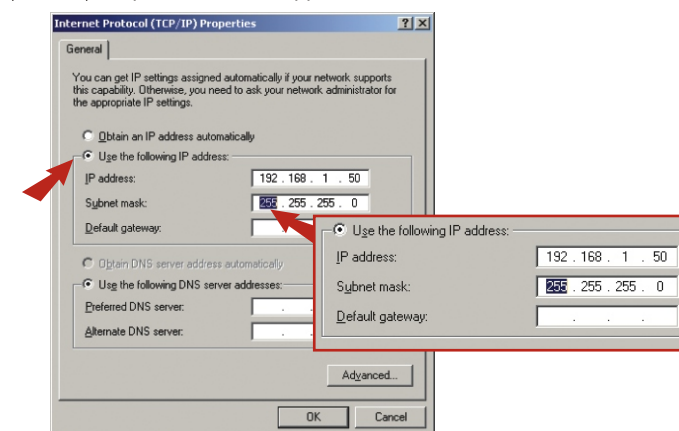 Internet Protocol (TCP/IP) Properties
General
You can get IP settings assigned automatically if your network supports
this capability. Otherwise, you need to ask your network administrator for
the appropriate IP settings.
Obtain an IP address automatically
Use the following IP address:
IP address: 192 . 168 . 1 . 50
Subnet mask: 255 . 255 . 255 . 0
Default gateway:
Obtain DNS server address automatically
Use the following DNS server addresses:
Preferred DNS server:
Alternate DNS server:
Use the following IP address:
IP address: 192 . 168 . 1 . 50
Subnet mask: 255 . 255 . 255 . 0
Default gateway:
Advanced...
OK Cancel